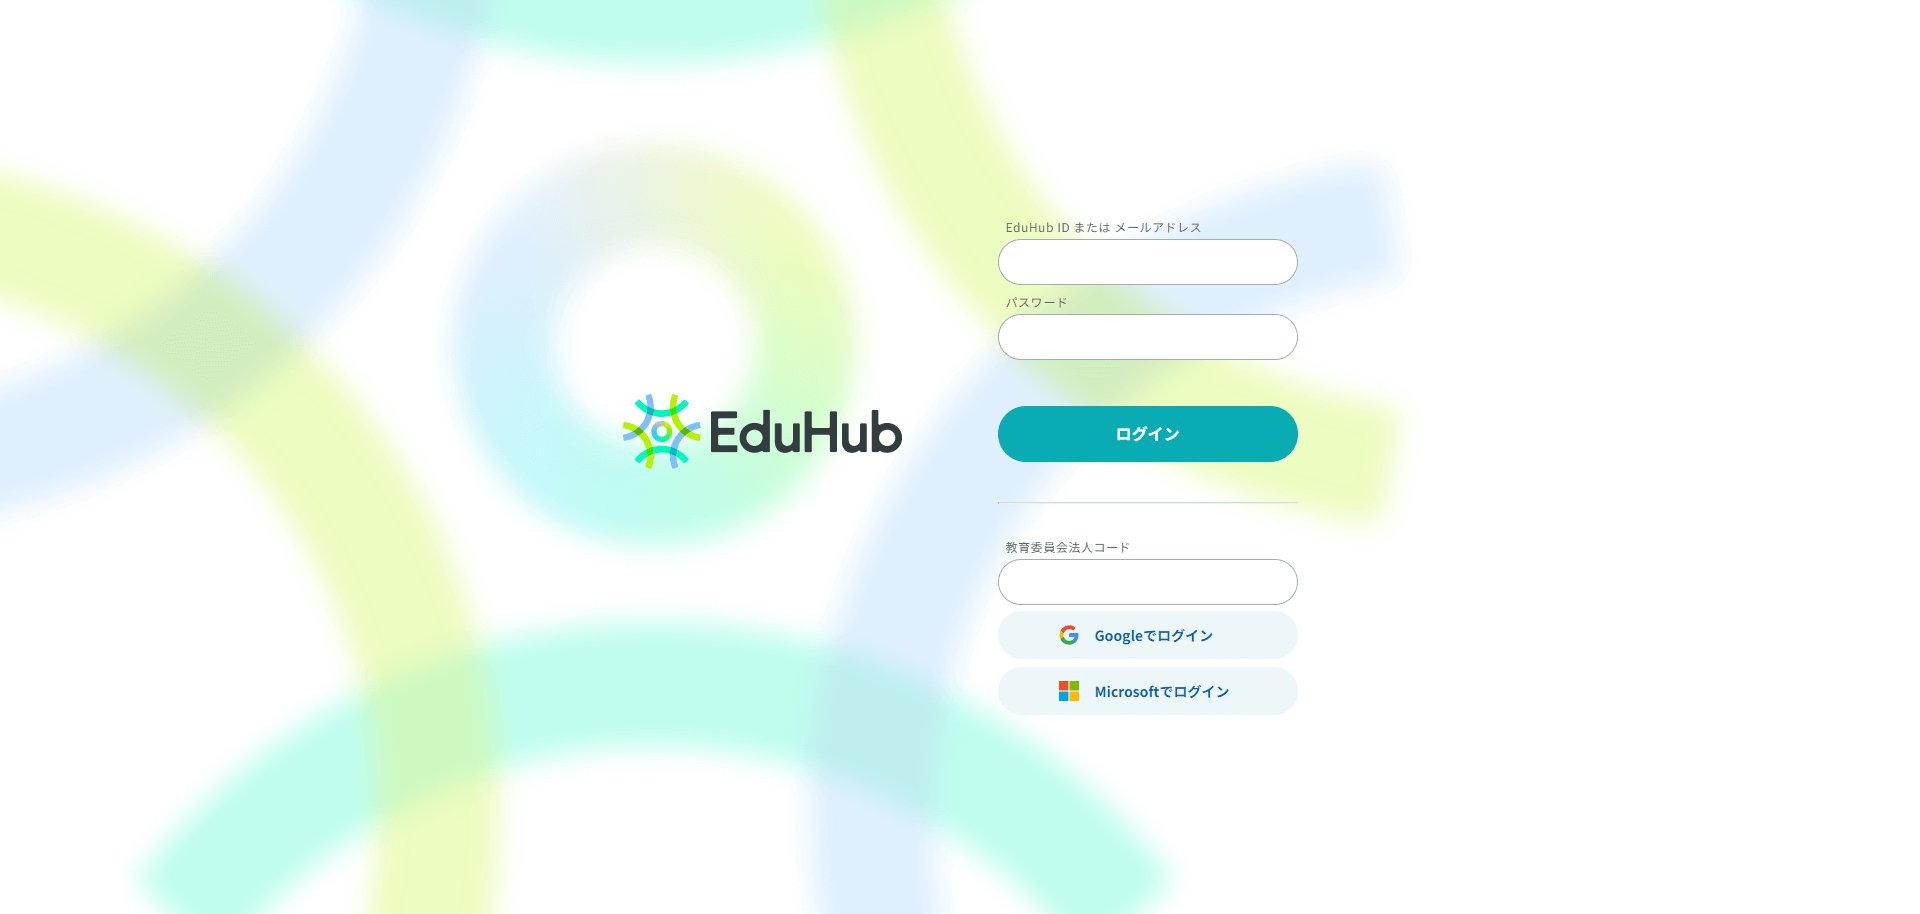 EduHub
EduHub ID または メールアドレス
パスワード
ログイン
教育委員会法人コード
Googleでログイン
Microsoftでログイン